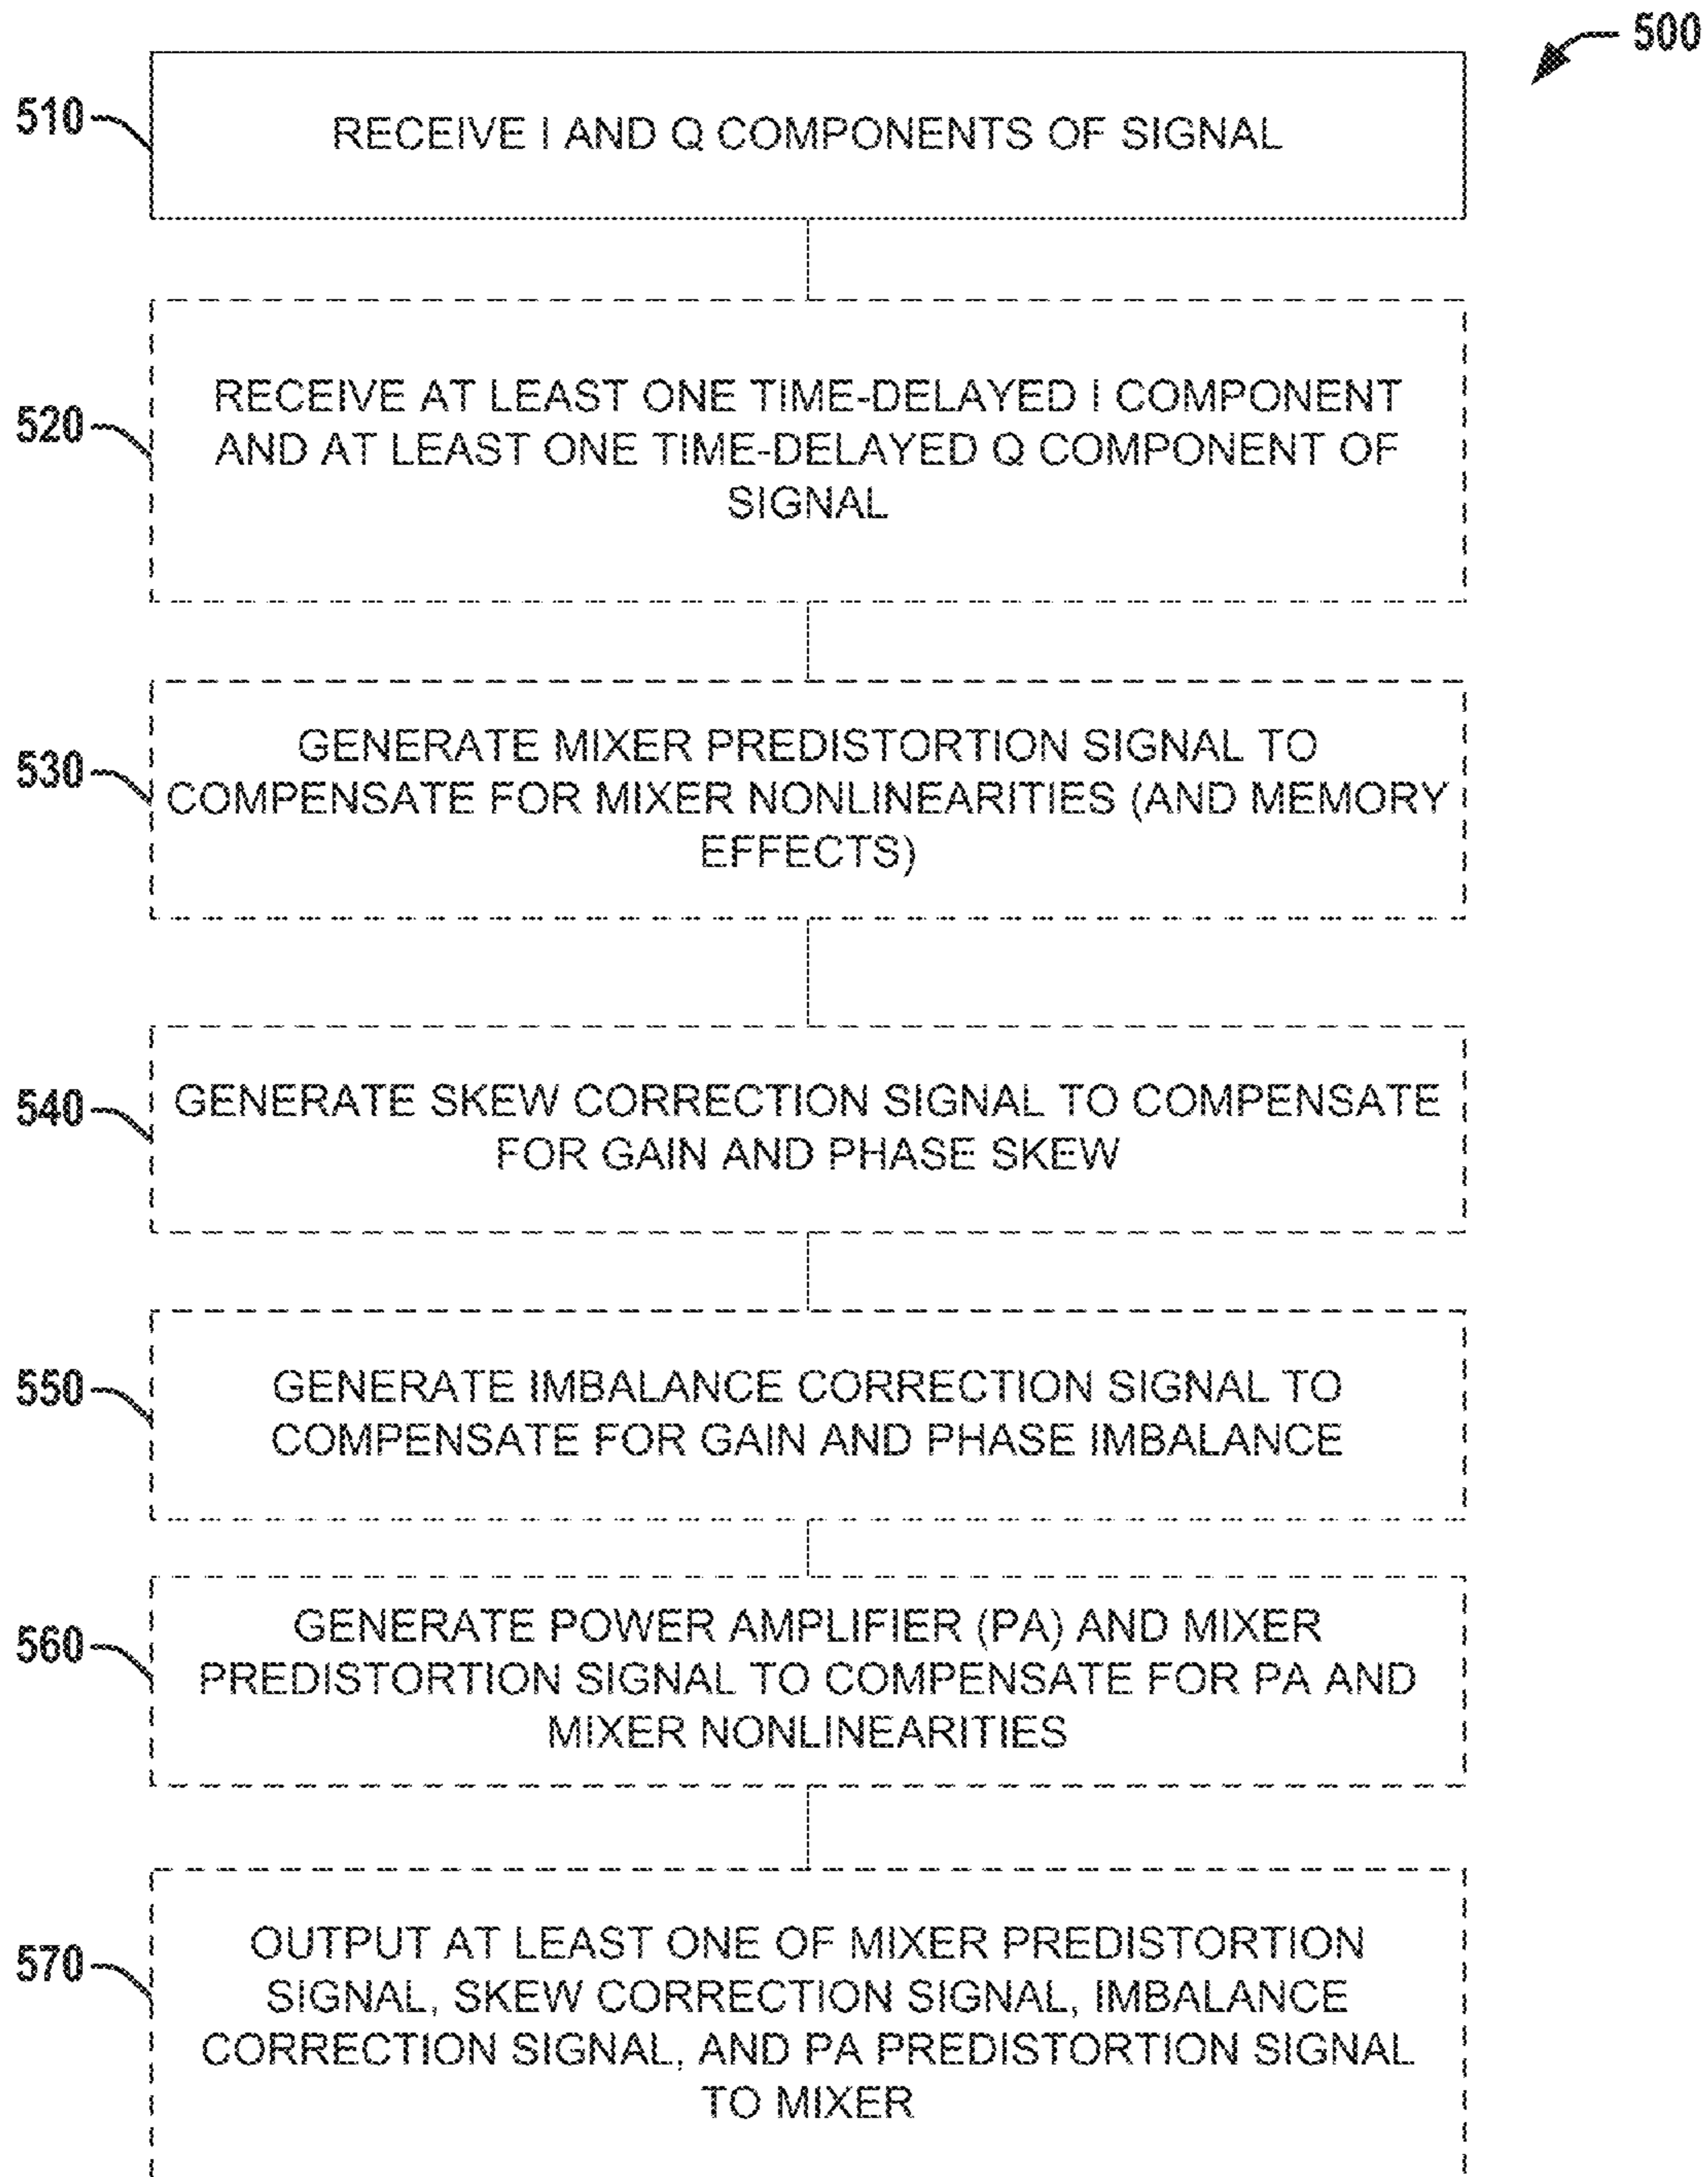 500
510
RECEIVE I AND Q COMPONENTS OF SIGNAL
520
RECEIVE AT LEAST ONE TIME-DELAYED I COMPONENT
AND AT LEAST ONE TIME-DELAYED Q COMPONENT OF
SIGNAL
530
GENERATE MIXER PREDISTORTION SIGNAL TO
COMPENSATE FOR MIXER NONLINEARITIES (AND MEMORY
EFFECTS)
540
GENERATE SKEW CORRECTION SIGNAL TO COMPENSATE
FOR GAIN AND PHASE SKEW
550
GENERATE IMBALANCE CORRECTION SIGNAL TO
COMPENSATE FOR GAIN AND PHASE IMBALANCE
560
GENERATE POWER AMPLIFIER (PA) AND MIXER
PREDISTORTION SIGNAL TO COMPENSATE FOR PA AND
MIXER NONLINEARITIES
570
OUTPUT AT LEAST ONE OF MIXER PREDISTORTION
SIGNAL, SKEW CORRECTION SIGNAL, IMBALANCE
CORRECTION SIGNAL, AND PA PREDISTORTION SIGNAL
TO MIXER